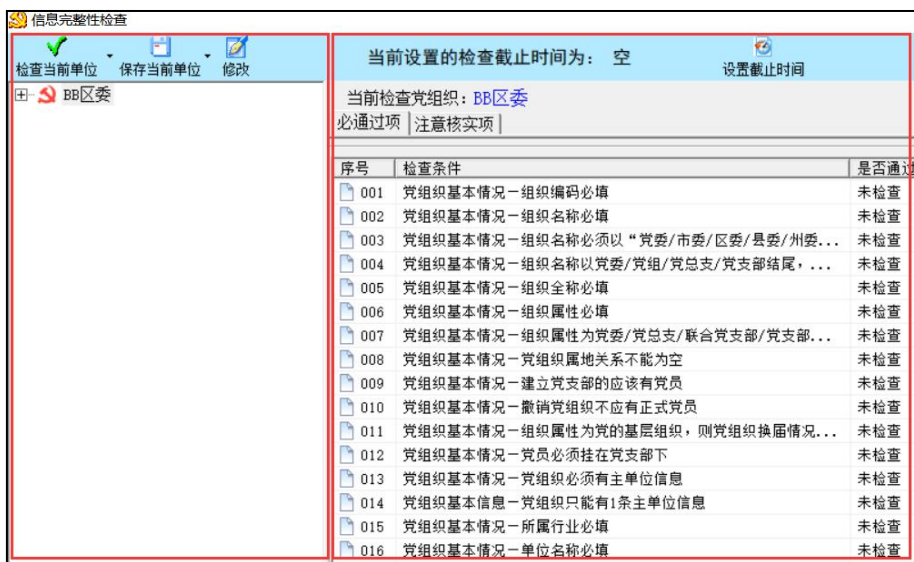 信息完整性检查
检查当前单位 保存当前单位 修改
BB区委
当前设置的检查截止时间为： 空 设置截止时间
当前检查党组织：BB区委
必通过项 注意核实项
序号 检查条件 是否通过
001 党组织基本情况－组织编码必填 未检查
002 党组织基本情况－组织名称必填 未检查
003 党组织基本情况－组织名称必须以“党委/市委/区委/县委/州委... 未检查
004 党组织基本情况－组织名称以党委/党组/党总支/党支部结尾，... 未检查
005 党组织基本情况－组织全称必填 未检查
006 党组织基本情况－组织属性必填 未检查
007 党组织基本情况－组织属性为党委/党总支/联合党支部/党支部... 未检查
008 党组织基本情况－党组织属地关系不能为空 未检查
009 党组织基本情况－建立党支部的应该有党员 未检查
010 党组织基本情况－撤销党组织不应有正式党员 未检查
011 党组织基本情况－组织属性为党的基层组织，则党组织换届情况... 未检查
012 党组织基本情况－党员必须挂在党支部下 未检查
013 党组织基本情况－党组织必须有主单位信息 未检查
014 党组织基本信息－党组织只能有1条主单位信息 未检查
015 党组织基本情况－所属行业必填 未检查
016 党组织基本情况－单位名称必填 未检查